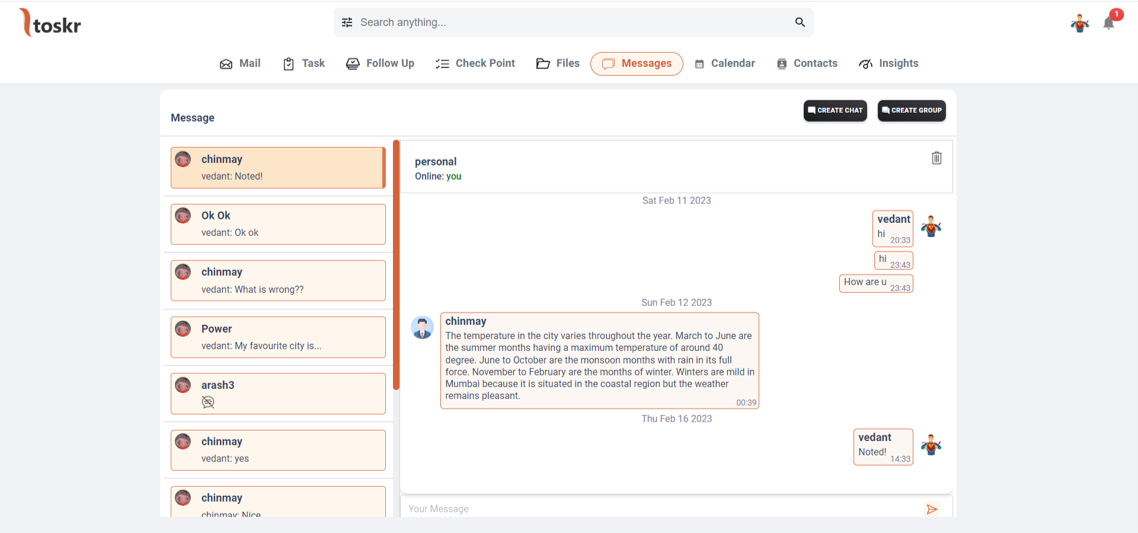 toskr
Search anything...
1
Mail Task Follow Up Check Point Files Messages Calendar Contacts Insights
Message
CREATE CHAT
CREATE GROUP
chinmay
vedant: Noted!
Ok Ok
vedant: Ok ok
chinmay
vedant: What is wrong??
Power
vedant: My favourite city is...
arash3
chinmay
vedant: yes
chinmay
chinmay: Nice
personal
Online: you
Sat Feb 11 2023
vedant
hi
20:33
hi
23:43
How are u
23:43
Sun Feb 12 2023
chinmay
The temperature in the city varies throughout the year. March to June are
the summer months having a maximum temperature of around 40
degree. June to October are the monsoon months with rain in its full
force. November to February are the months of winter. Winters are mild in
Mumbai because it is situated in the coastal region but the weather
remains pleasant.
00:39
Thu Feb 16 2023
vedant
Noted!
14:33
Your Message